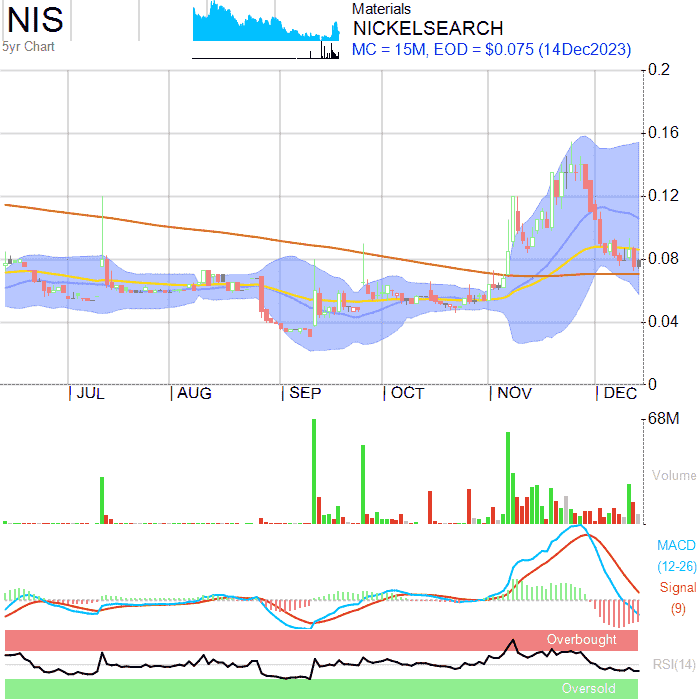 NIS
5yr Chart
Materials
NICKELSEARCH
MC = 15M, EOD = $0.075 (14Dec2023)
0.2
0.16
0.12
0.08
0.04
0
JUL
AUG
SEP
OCT
NOV
DEC
68M
Volume
MACD
(12-26)
Signal
(9)
Overbought
RSI(14)
Oversold